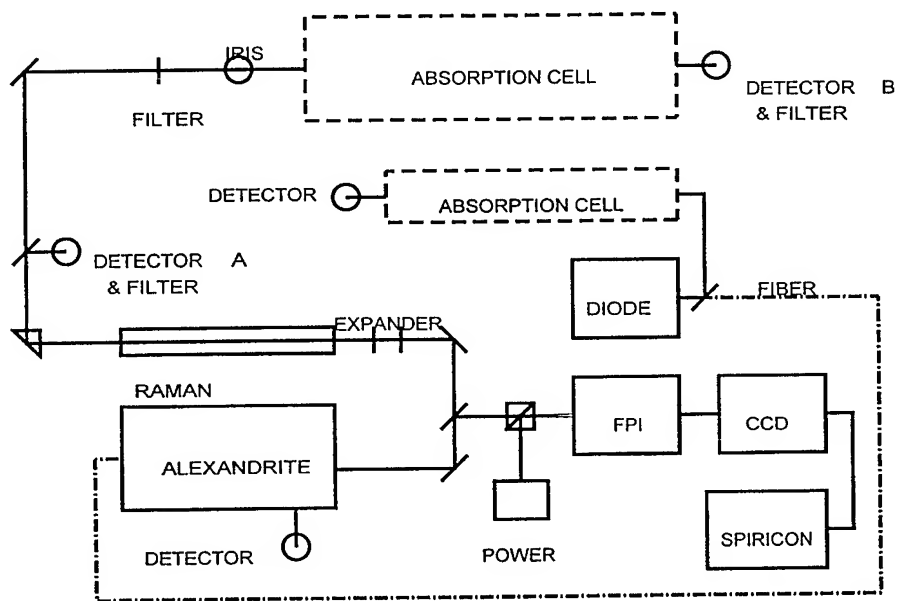 IRIS
ABSORPTION CELL
FILTER
DETECTOR B
& FILTER
DETECTOR
ABSORPTION CELL
DETECTOR A
& FILTER
DIODE
FIBER
EXPANDER
RAMAN
ALEXANDRITE
FPI
CCD
DETECTOR
POWER
SPIRICON